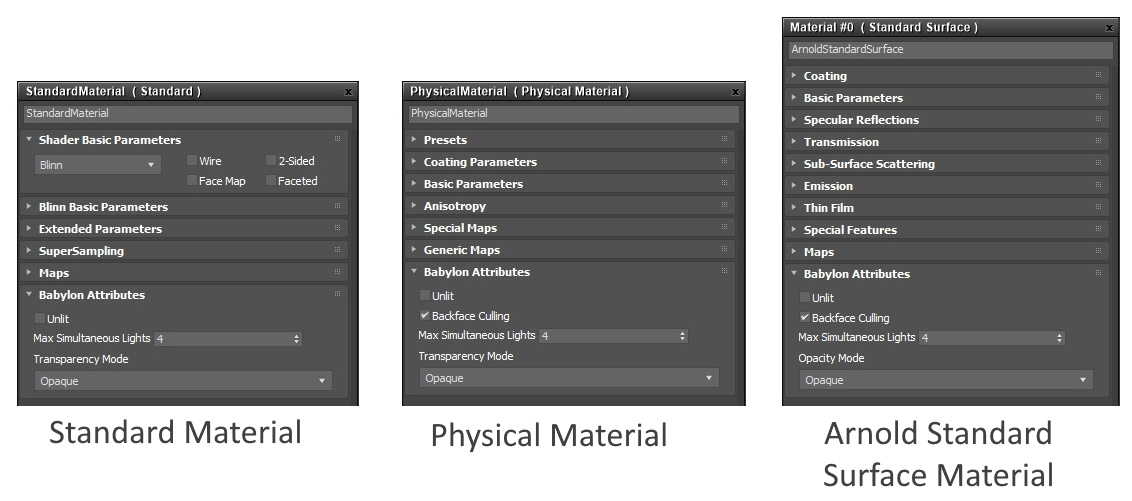 StandardMaterial ( Standard )
x
StandardMaterial
Shader Basic Parameters
Blinn
Wire
2-Sided
Face Map
Faceted
Blinn Basic Parameters
Extended Parameters
SuperSampling
Maps
Babylon Attributes
Unlit
Max Simultaneous Lights 4
Transparency Mode
Opaque
Standard Material
PhysicalMaterial ( Physical Material )
x
PhysicalMaterial
Presets
Coating Parameters
Basic Parameters
Anisotropy
Special Maps
Generic Maps
Babylon Attributes
Unlit
Backface Culling
Max Simultaneous Lights 4
Transparency Mode
Opaque
Physical Material
Material #0 ( Standard Surface )
x
ArnoldStandardSurface
Coating
Basic Parameters
Specular Reflections
Transmission
Sub-Surface Scattering
Emission
Thin Film
Special Features
Maps
Babylon Attributes
Unlit
Backface Culling
Max Simultaneous Lights 4
Opacity Mode
Opaque
Arnold Standard
Surface Material